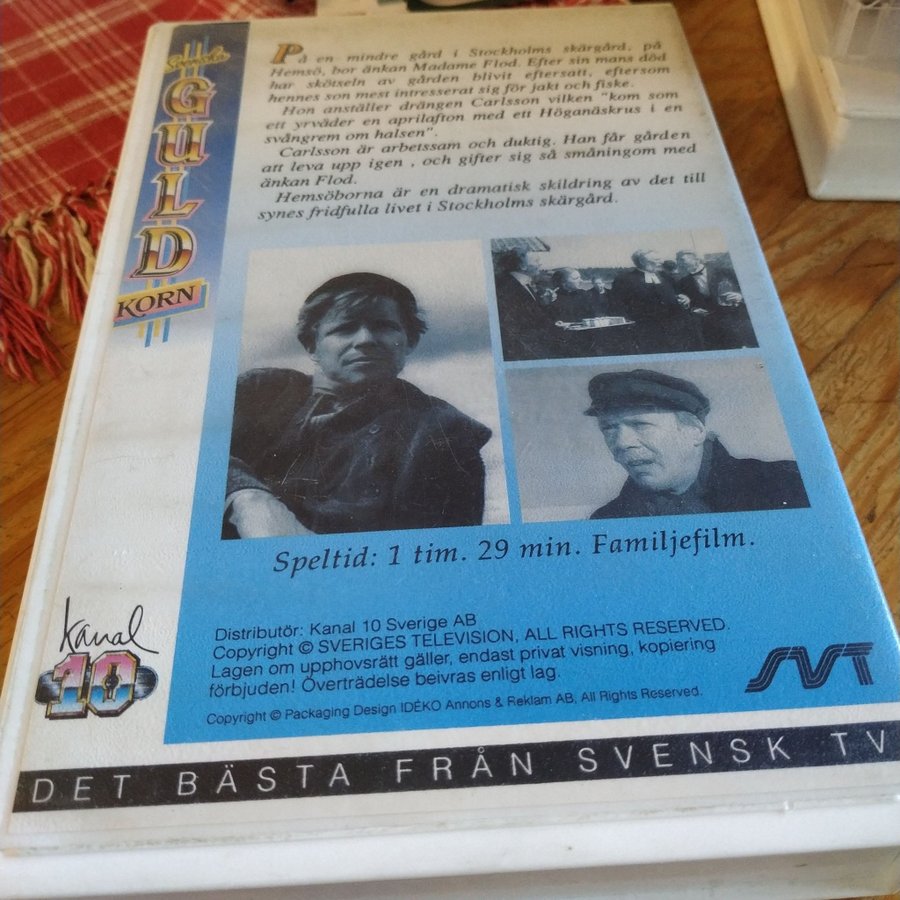 Svenska
GULD
KORN
På en mindre gård i Stockholms skärgård, på
Hemsö, bor änkan Madame Flod. Efter sin mans död
har skötseln av gården blivit eftersatt, eftersom
hennes son mest intresserat sig för jakt och fiske.
Hon anställer drängen Carlsson vilken "kom som
ett yrväder en aprilafton med ett Höganäskrus i en
svångrem om halsen".
Carlsson är arbetssam och duktig. Han får gården
att leva upp igen , och gifter sig så småningom med
änkan Flod.
Hemsöborna är en dramatisk skildring av det till
synes fridfulla livet i Stockholms skärgård.
Speltid: 1 tim. 29 min. Familjefilm.
kanal
10
Distributör: Kanal 10 Sverige AB
Copyright © SVERIGES TELEVISION, ALL RIGHTS RESERVED.
Lagen om upphovsrätt gäller, endast privat visning, kopiering
förbjuden! Överträdelse beivras enligt lag.
Copyright © Packaging Design IDÉKO Annons & Reklam AB, All Rights Reserved.
SVT
DET BÄSTA FRÅN SVENSK TV